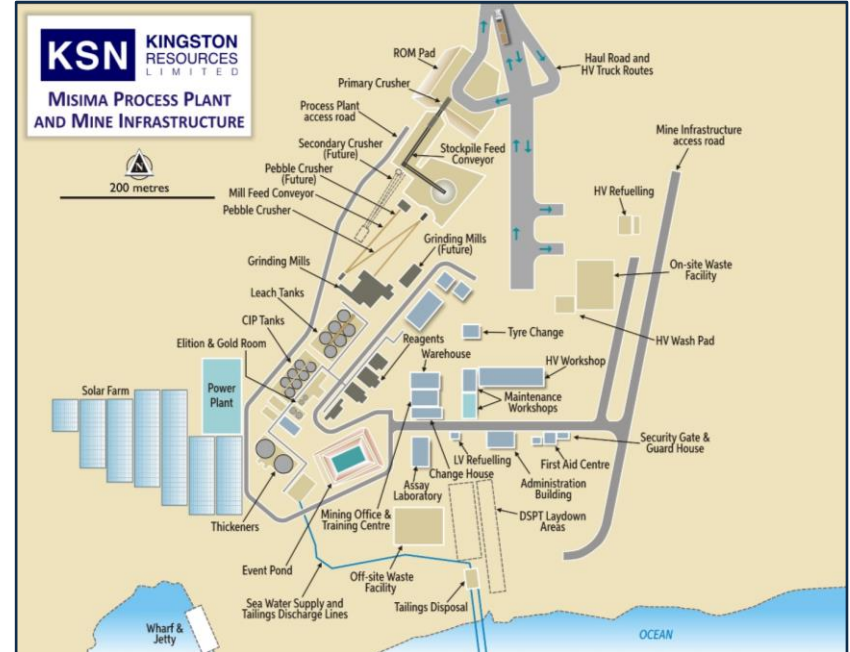 KSN
KINGSTON
RESOURCES
LIMITED
MISIMA PROCESS PLANT
AND MINE INFRASTRUCTURE
N
200 metres
ROM Pad
Haul Road and
HV Truck Routes
Primary Crusher
Process Plant
access road
Mine Infrastructure
access road
Secondary Crusher
(Future)
Stockpile Feed
Conveyor
Pebble Crusher
(Future)
Mill Feed Conveyor
HV Refuelling
Pebble Crusher
Grinding Mills
(Future)
Grinding Mills
On-site Waste
Facility
Leach Tanks
CIP Tanks
Tyre Change
Elition & Gold Room
Reagents
HV Wash Pad
Warehouse
HV Workshop
Solar Farm
Power
Plant
Maintenance
Workshops
Security Gate &
Guard House
LV Refuelling
First Aid Centre
Change House
Assay
Laboratory
Administration
Building
Thickeners
Mining Office &
Training Centre
DSPT Laydown
Areas
Event Pond
Off-site Waste
Facility
Sea Water Supply and
Tailings Discharge Lines
Tailings Disposal
Wharf &
Jetty
OCEAN